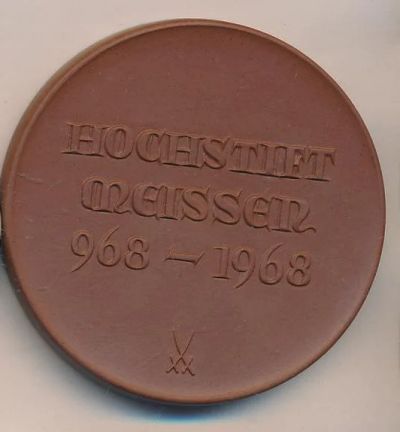 HOCHSTIFT
MEISSEN
968 - 1968